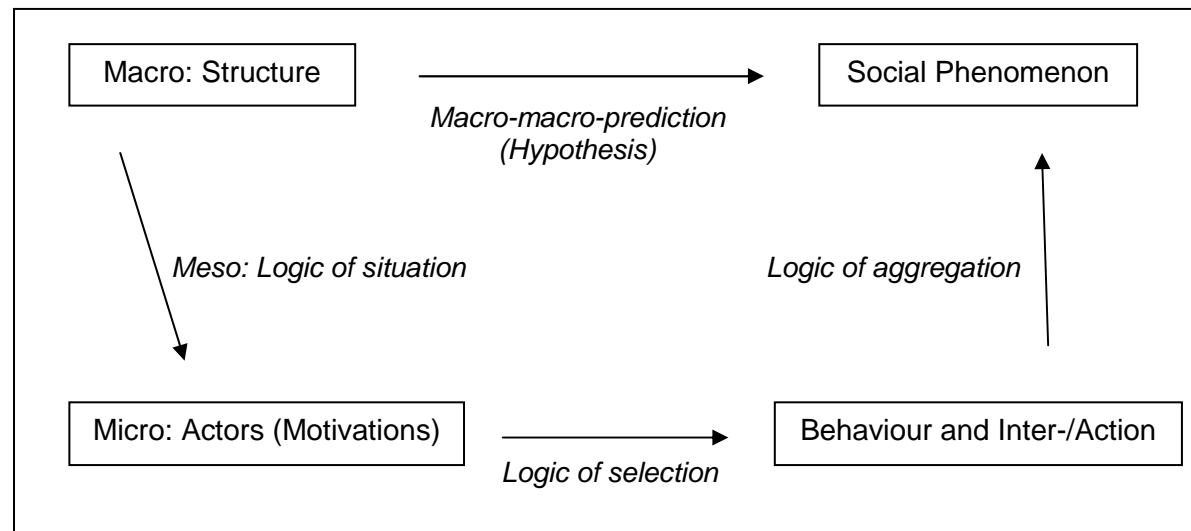 Macro: Structure
Social Phenomenon
Macro-macro-prediction
(Hypothesis)
Meso: Logic of situation
Logic of aggregation
Micro: Actors (Motivations)
Behaviour and Inter-/Action
Logic of selection